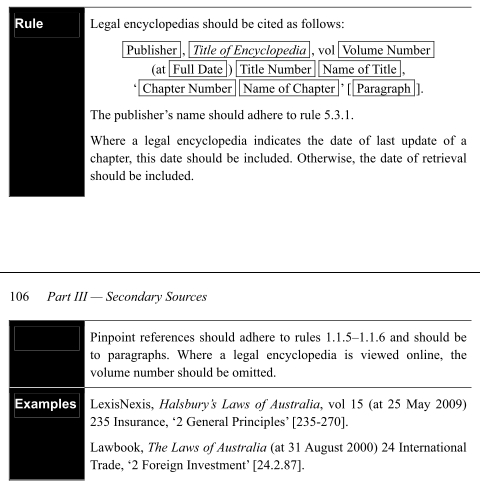 Rule
Legal encyclopedias should be cited as follows:
Publisher , Title of Encyclopedia , vol Volume Number
(at Full Date ) Title Number Name of Title ,
‘ Chapter Number Name of Chapter ’ [ Paragraph ].
The publisher’s name should adhere to rule 5.3.1.
Where a legal encyclopedia indicates the date of last update of a
chapter, this date should be included. Otherwise, the date of retrieval
should be included.
106 Part III — Secondary Sources
Pinpoint references should adhere to rules 1.1.5–1.1.6 and should be
to paragraphs. Where a legal encyclopedia is viewed online, the
volume number should be omitted.
Examples
LexisNexis, Halsbury’s Laws of Australia, vol 15 (at 25 May 2009)
235 Insurance, ‘2 General Principles’ [235-270].
Lawbook, The Laws of Australia (at 31 August 2000) 24 International
Trade, ‘2 Foreign Investment’ [24.2.87].